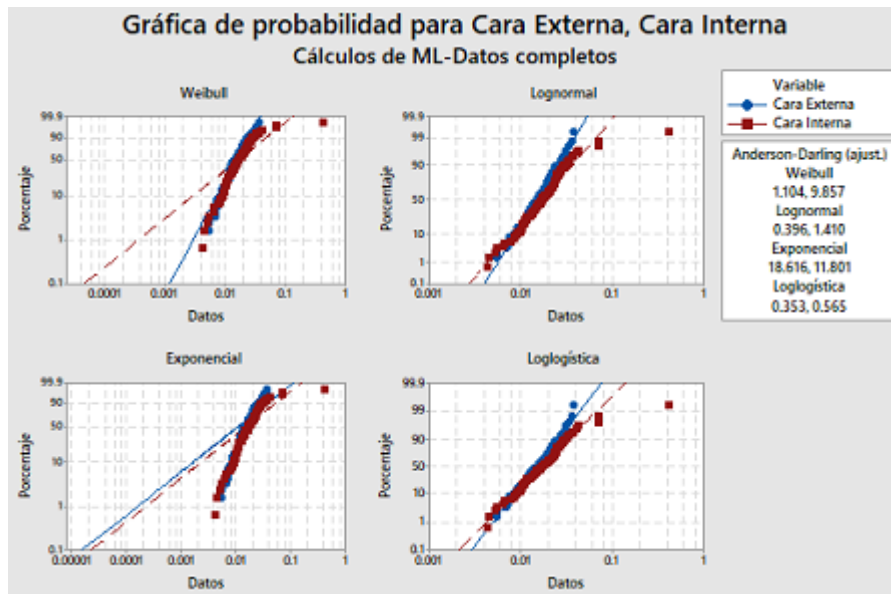 Gráfica de probabilidad para Cara Externa, Cara Interna
Cálculos de ML-Datos completos
Weibull
99.9
90
50
10
1
0.1
Porcentaje
0.0001
0.001
0.01
0.1
1
Datos
Lognormal
99.9
99
90
50
10
1
0.1
Porcentaje
0.001
0.01
0.1
1
Datos
Variable
Cara Externa
Cara Interna
Anderson-Darling (ajust.)
Weibull
1.104, 9.857
Lognormal
0.396, 1.410
Exponencial
18.616, 11.801
Loglogística
0.353, 0.565
Exponencial
99.9
90
50
10
1
0.1
Porcentaje
0.00001
0.0001
0.001
0.01
0.1
1
Datos
Loglogística
99.9
99
90
50
10
1
0.1
Porcentaje
0.001
0.01
0.1
1
Datos